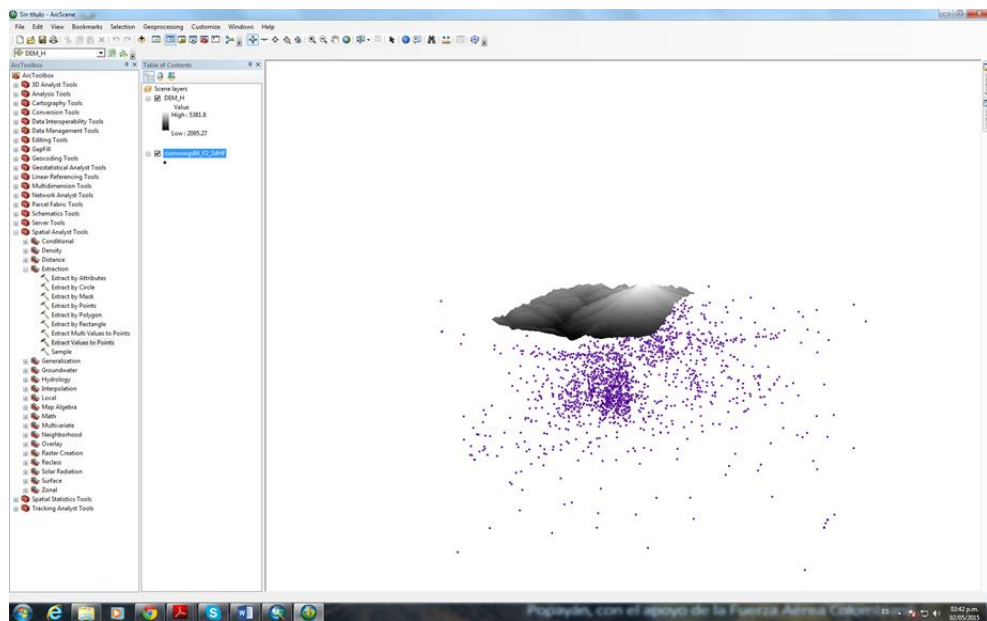 Sin titulo - ArcScene
File Edit View Bookmarks Selection Geoprocessing Customize Windows Help
DEM_H
ArcToolbox
ArcToolbox
3D Analyst Tools
Analysis Tools
Cartography Tools
Conversion Tools
Data Interoperability Tools
Data Management Tools
Editing Tools
GapFill
Geocoding Tools
Geostatistical Analyst Tools
Linear Referencing Tools
Multidimension Tools
Network Analyst Tools
Parcel Fabric Tools
Schematics Tools
Server Tools
Spatial Analyst Tools
Conditional
Density
Distance
Extraction
Extract by Attributes
Extract by Circle
Extract by Mask
Extract by Points
Extract by Polygon
Extract by Rectangle
Extract Multi Values to Points
Extract Values to Points
Sample
Generalization
Groundwater
Hydrology
Interpolation
Local
Map Algebra
Math
Multivariate
Neighborhood
Overlay
Raster Creation
Reclass
Solar Radiation
Surface
Zonal
Spatial Statistics Tools
Tracking Analyst Tools
Table Of Contents
Scene layers
DEM_H
Value
High : 5381.8
Low : 2095.27
Popayán, con el apoyo de la Fuerza Aérea
ES
02:42 p.m.
02/05/2015